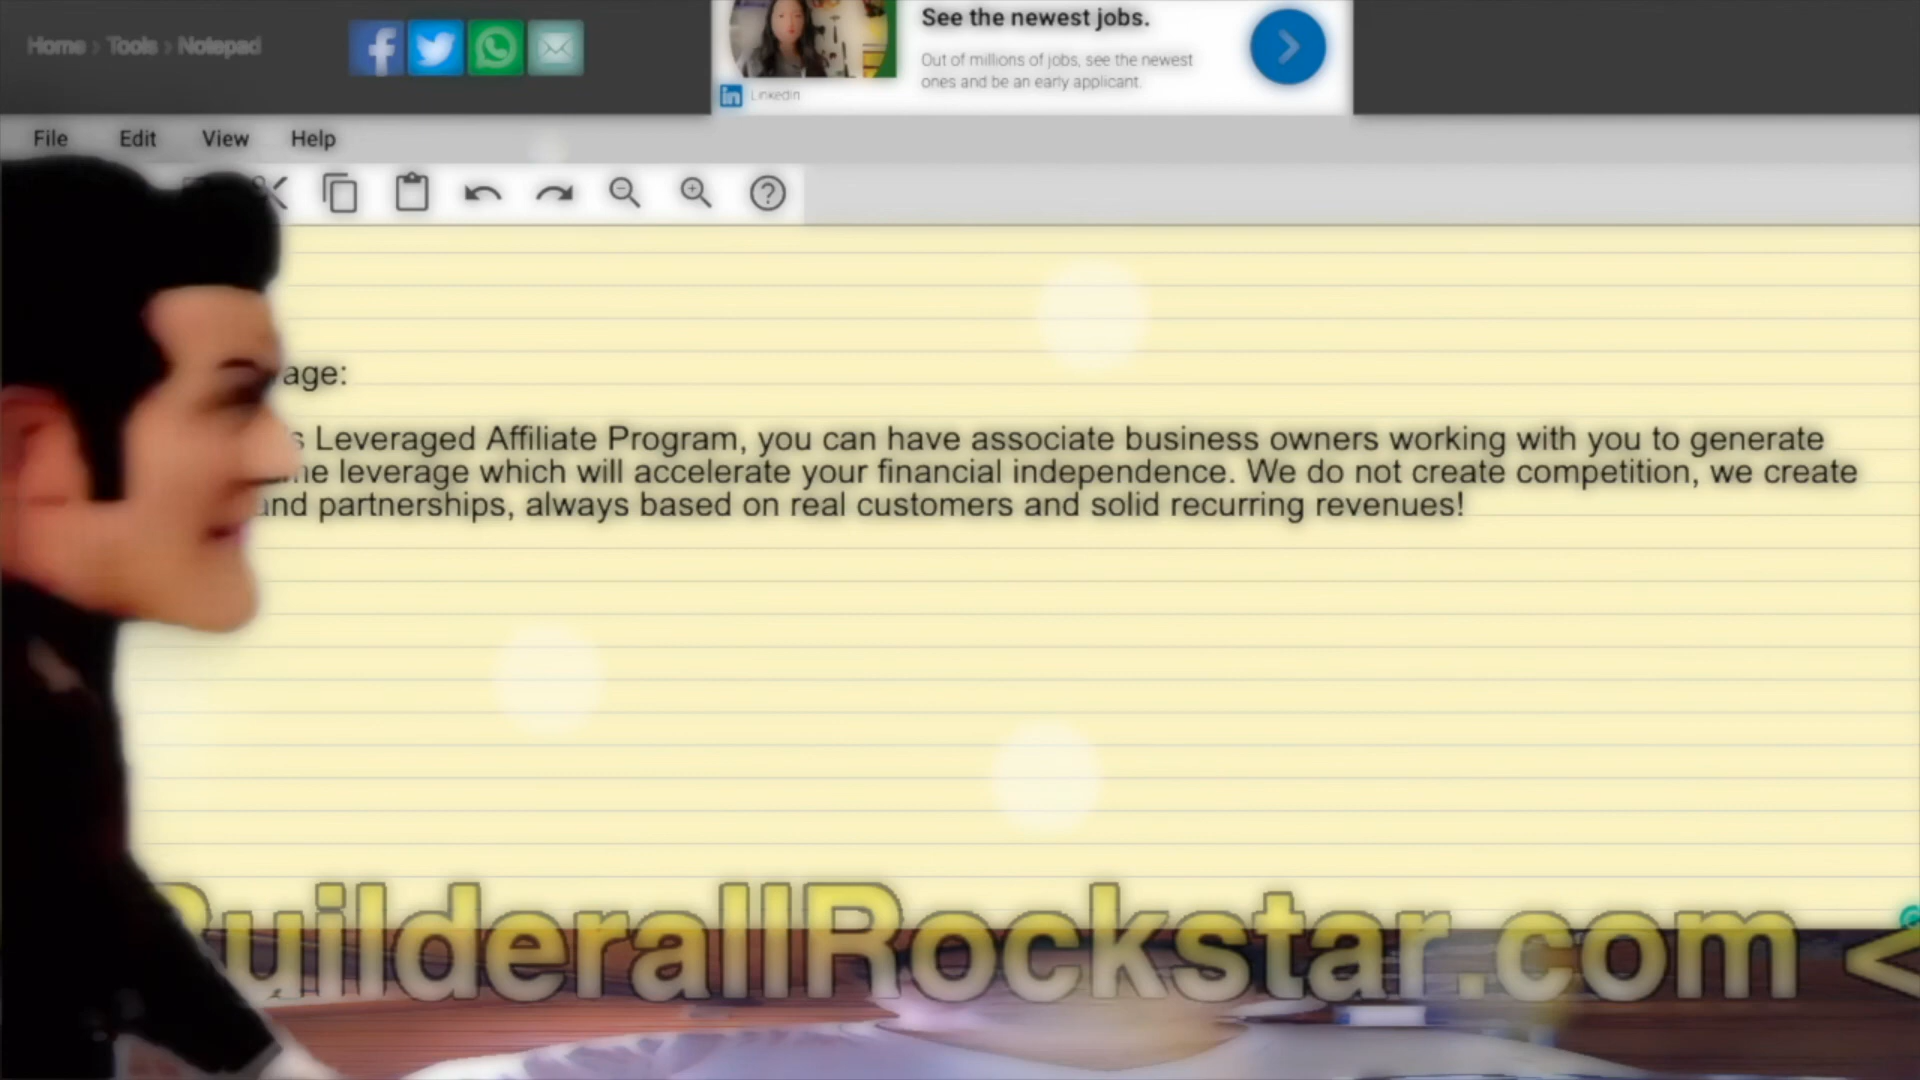 Home › Tools › Notepad
See the newest jobs.
Out of millions of jobs, see the newest
ones and be an early applicant.
in LinkedIn
File Edit View Help
age:
s Leveraged Affiliate Program, you can have associate business owners working with you to generate
leverage which will accelerate your financial independence. We do not create competition, we create
and partnerships, always based on real customers and solid recurring revenues!
BuilderallRockstar.com <